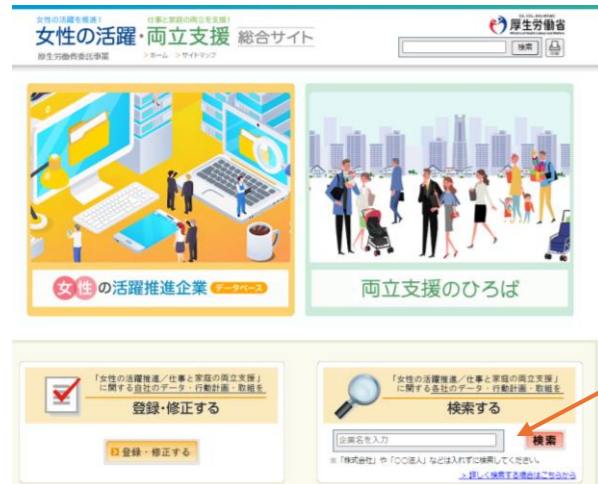 女性の活躍を推進!
仕事と家庭の両立を支援!
女性の活躍・両立支援 総合サイト
厚生労働省委託事業
>ホーム >サイトマップ
厚生労働省
検索
女性の活躍推進企業 データベース
両立支援のひろば
「女性の活躍推進/仕事と家庭の両立支援」
に関する自社のデータ・行動計画・取組を
登録・修正する
登録・修正する
「女性の活躍推進/仕事と家庭の両立支援」
に関する各社のデータ・行動計画・取組を
検索する
企業名を入力
検索
※「株式会社」や「○○法人」などは入れずに検索してください。
>詳しく検索する場合はこちらから